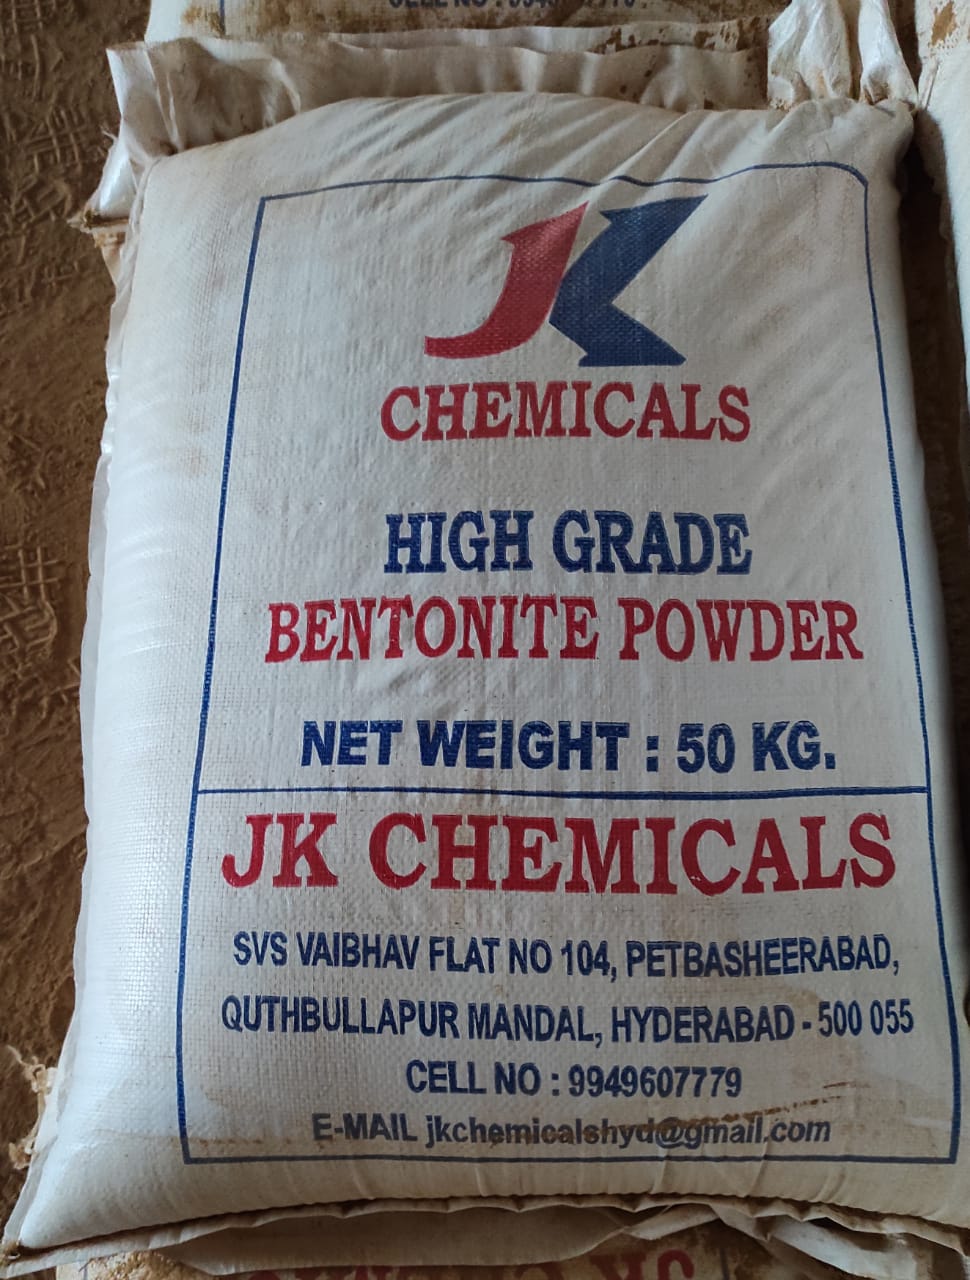 JK
CHEMICALS
HIGH GRADE
BENTONITE POWDER
NET WEIGHT : 50 KG.
JK CHEMICALS
SVS VAIBHAV FLAT NO 104, PETBASHEERABAD,
QUTHBULLAPUR MANDAL, HYDERABAD - 500 055
CELL NO : 9949607779
E-MAIL jkchemicalshyd@gmail.com